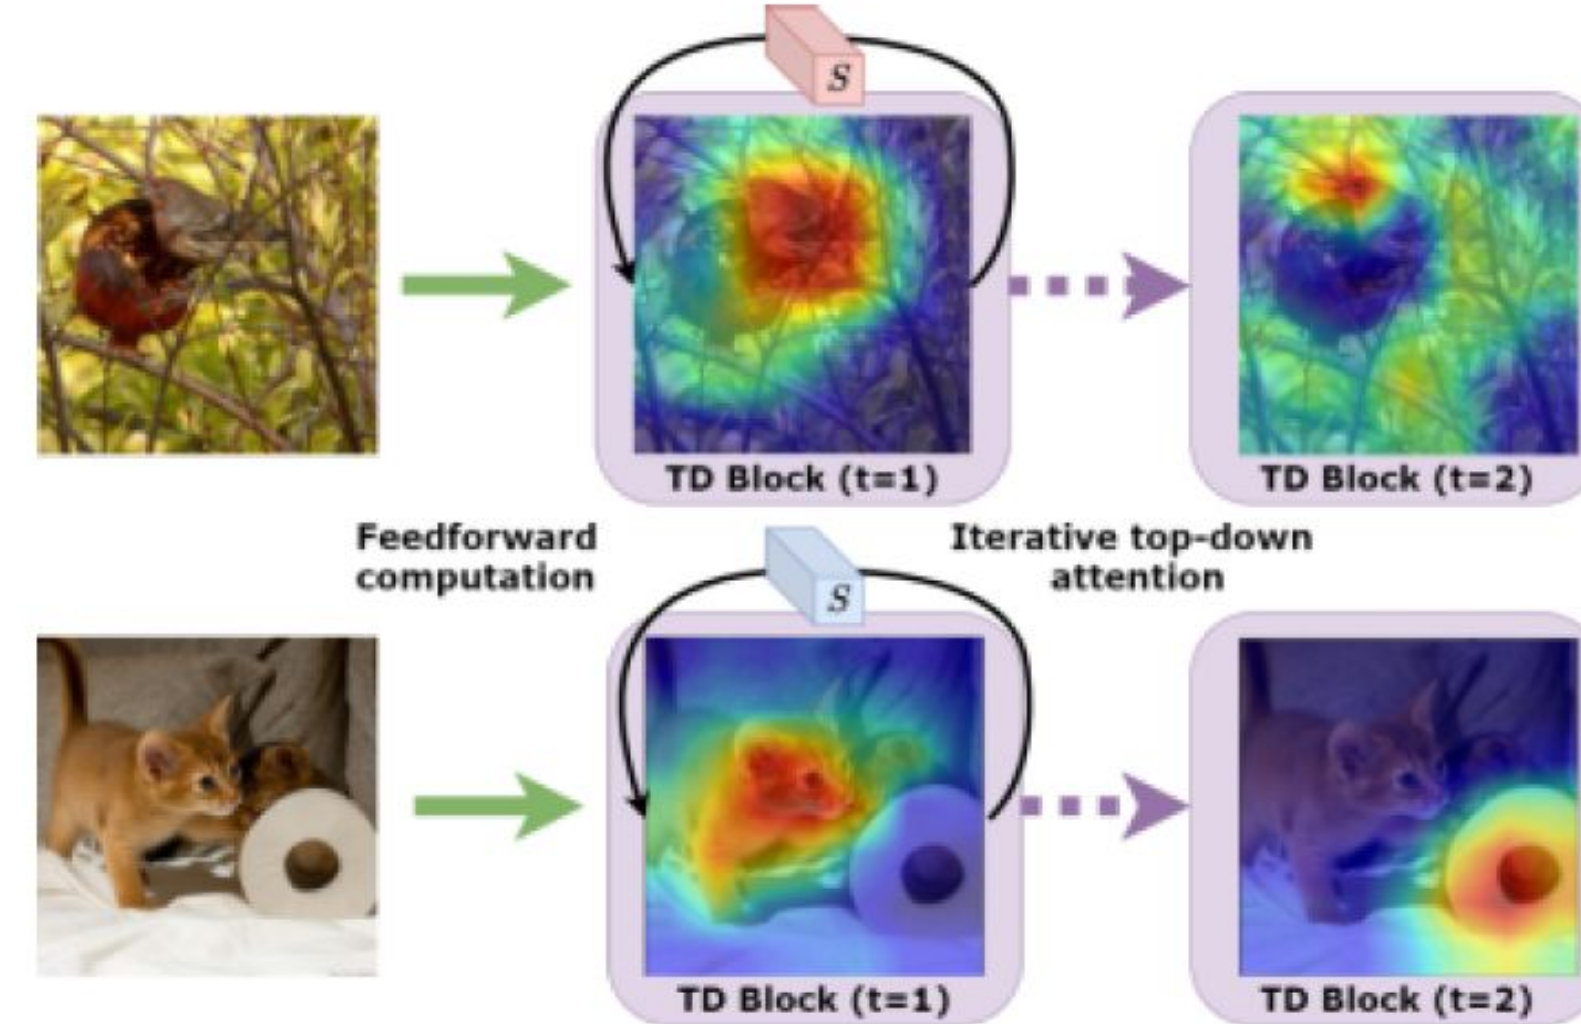 S
TD Block (t=1)
TD Block (t=2)
Feedforward
computation
Iterative top-down
attention
S
TD Block (t=1)
TD Block (t=2)